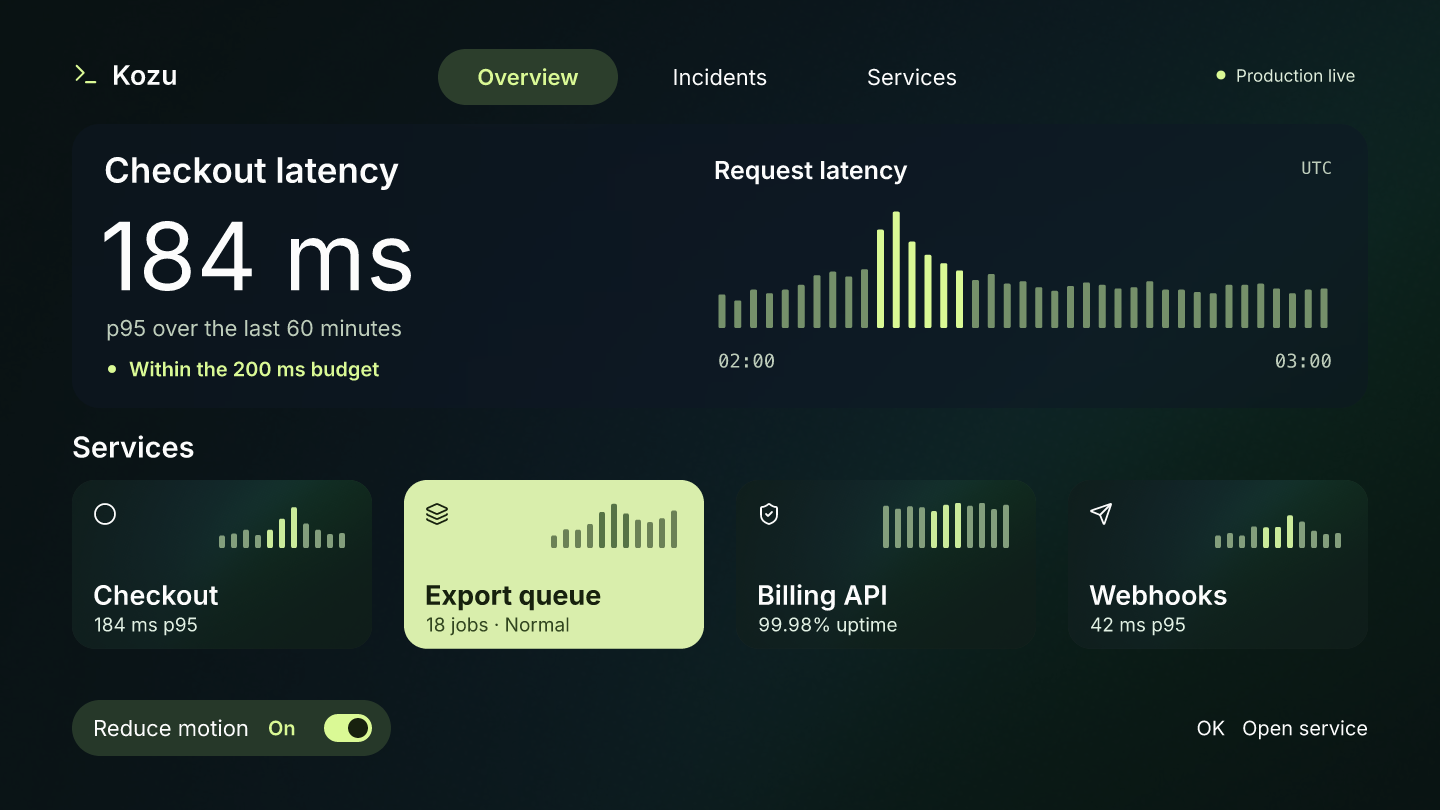 Kozu
Overview
Incidents
Services
Production live
Checkout latency
184 ms
p95 over the last 60 minutes
Within the 200 ms budget
Request latency
UTC
02:00
03:00
Services
Checkout
184 ms p95
Export queue
18 jobs · Normal
Billing API
99.98% uptime
Webhooks
42 ms p95
Reduce motion On
OK Open service